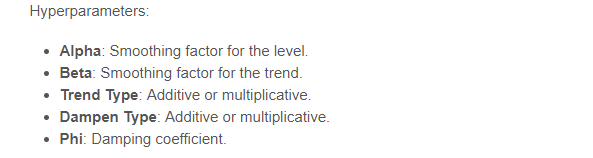 Hyperparameters:
• Alpha: Smoothing factor for the level.
• Beta: Smoothing factor for the trend.
• Trend Type: Additive or multiplicative.
• Dampen Type: Additive or multiplicative.
• Phi: Damping coefficient.